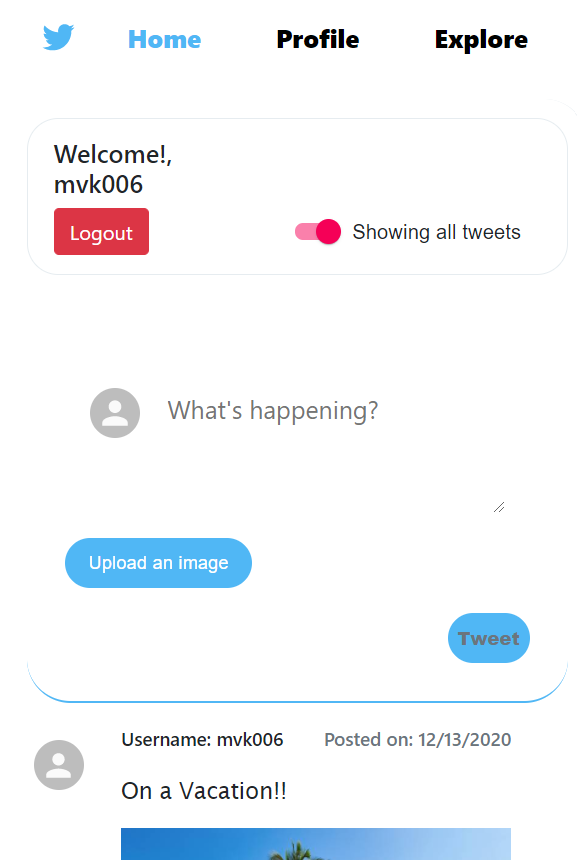 Home Profile Explore
Welcome!,
mvk006
Logout
Showing all tweets
What's happening?
Upload an image
Tweet
Username: mvk006 Posted on: 12/13/2020
On a Vacation!!